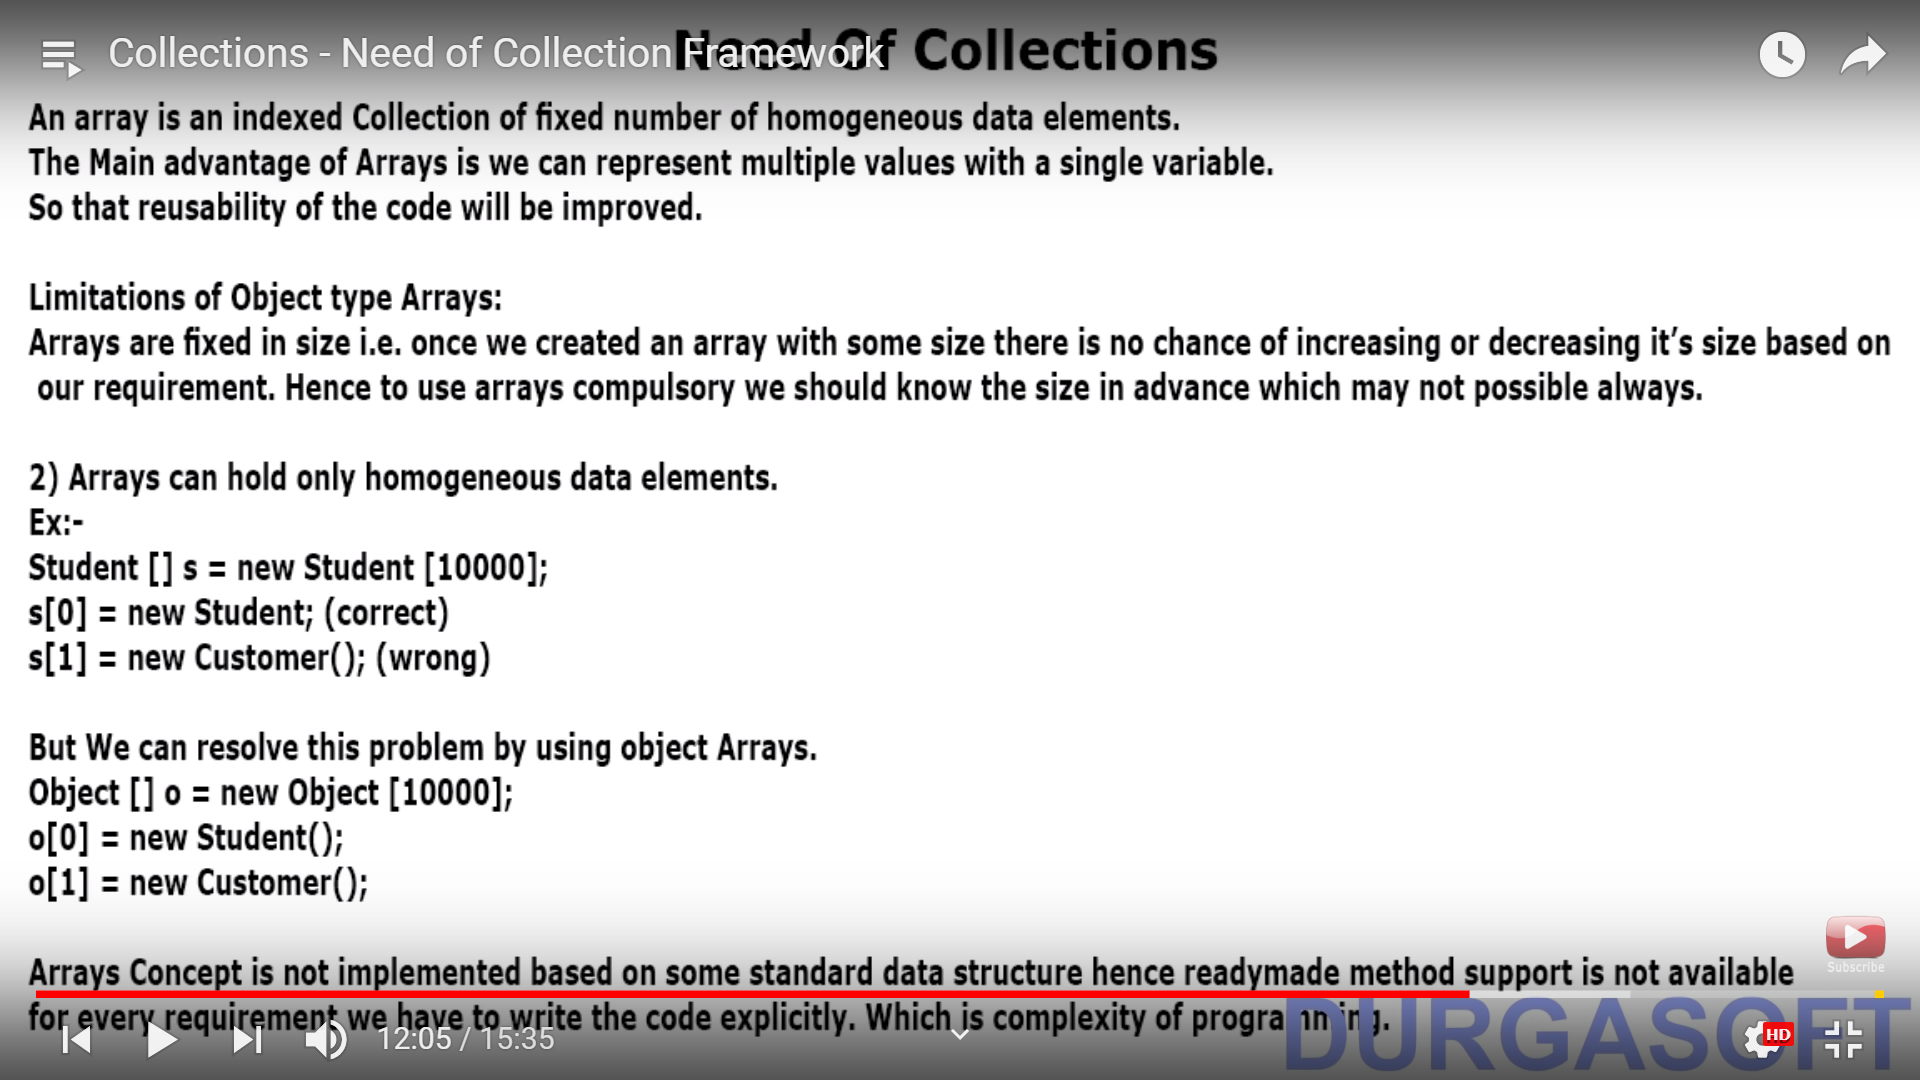 Collections - Need of Collection Framework
Need Of Collections
An array is an indexed Collection of fixed number of homogeneous data elements.
The Main advantage of Arrays is we can represent multiple values with a single variable.
So that reusability of the code will be improved.
Limitations of Object type Arrays:
Arrays are fixed in size i.e. once we created an array with some size there is no chance of increasing or decreasing it’s size based on
our requirement. Hence to use arrays compulsory we should know the size in advance which may not possible always.
2) Arrays can hold only homogeneous data elements.
Ex:-
Student [] s = new Student [10000];
s[0] = new Student; (correct)
s[1] = new Customer(); (wrong)
But We can resolve this problem by using object Arrays.
Object [] o = new Object [10000];
o[0] = new Student();
o[1] = new Customer();
Subscribe
Arrays Concept is not implemented based on some standard data structure hence readymade method support is not available
for every requirement we have to write the code explicitly. Which is complexity of programming.
12:05 / 15:35
HD
DURGASOFT